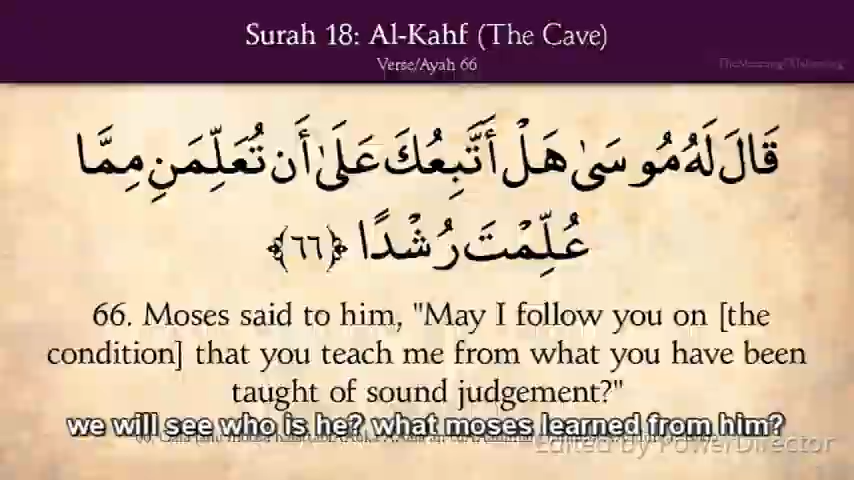 Surah 18: Al-Kahf (The Cave)
Verse/Ayah 66
قَالَ لَهُ مُوسَىٰ هَلْ أَتَّبِعُكَ عَلَىٰ أَن تُعَلِّمَنِ مِمَّا
عُلِّمْتَ رُشْدًا ﴿٦٦﴾
66. Moses said to him, "May I follow you on [the
condition] that you teach me from what you have been
taught of sound judgement?"
we will see who is he? what moses learned from him?
Edited by PowerDirector